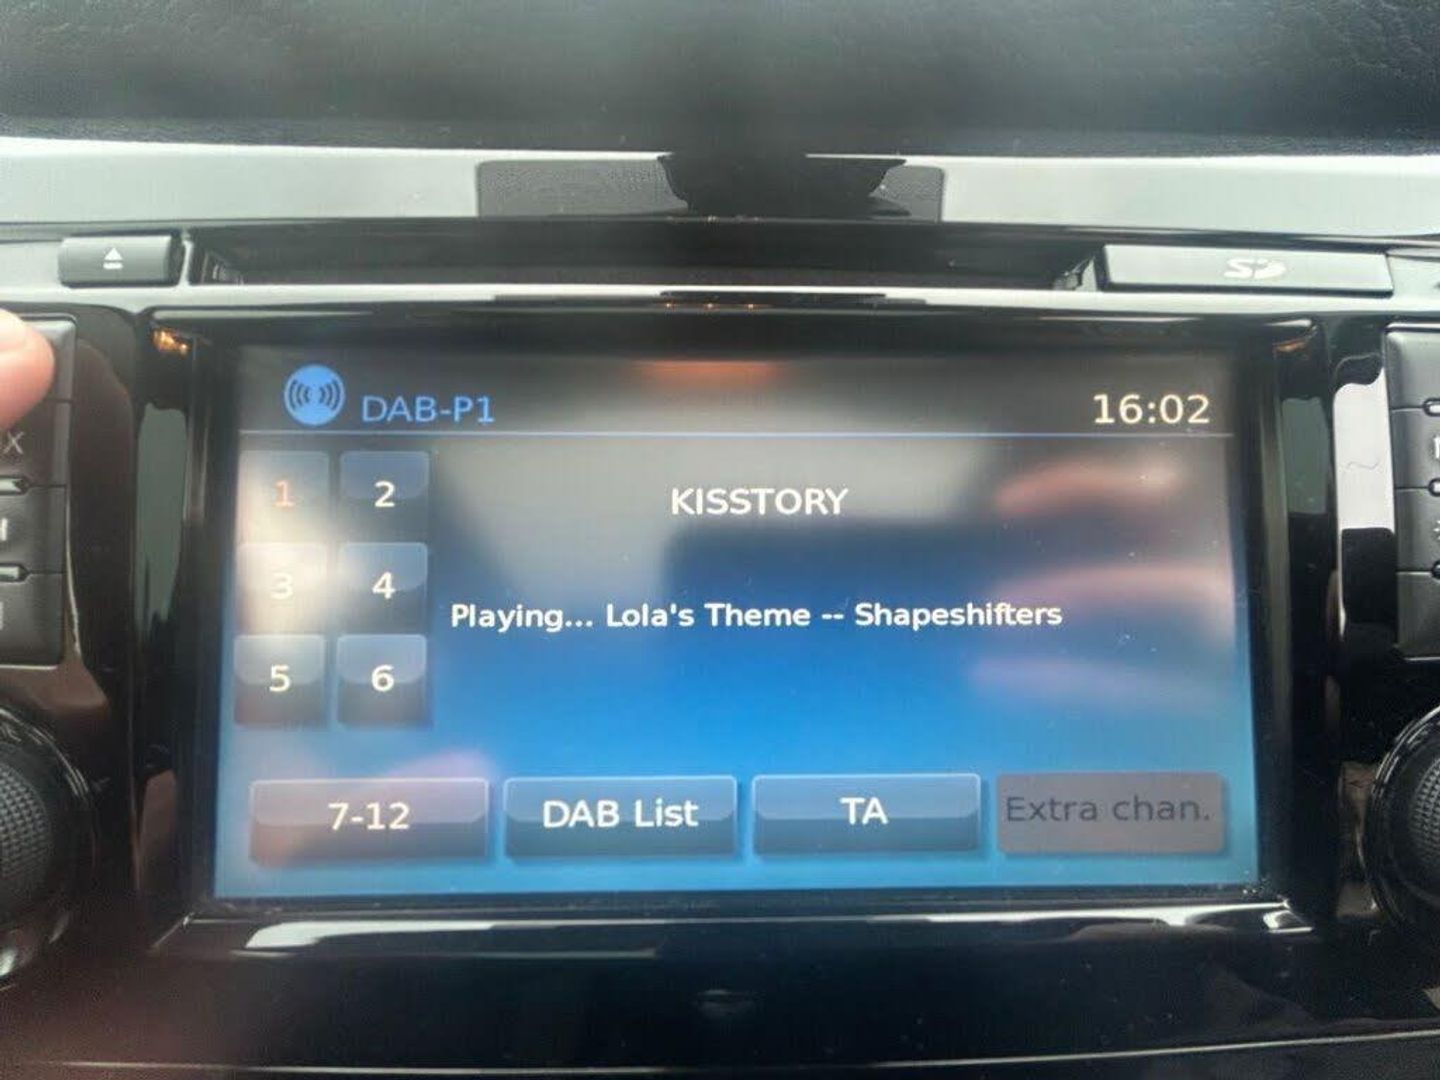 SD
DAB-P1
16:02
1
2
KISSTORY
3
4
Playing... Lola's Theme -- Shapeshifters
5
6
7-12
DAB List
TA
Extra chan.